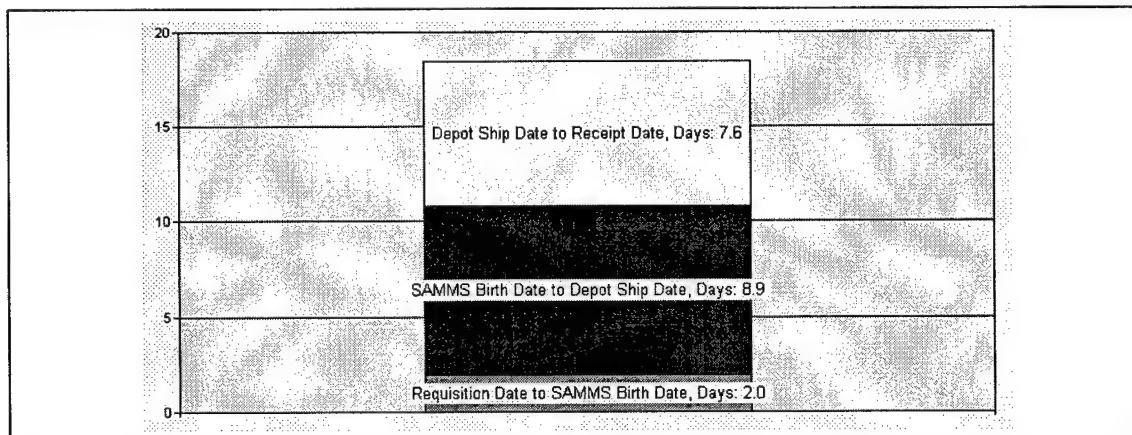 20
Depot Ship Date to Receipt Date, Days: 7.6
15
10
SAMMS Birth Date to Depot Ship Date, Days: 8.9
5
Requisition Date to SAMMS Birth Date, Days: 2.0
0